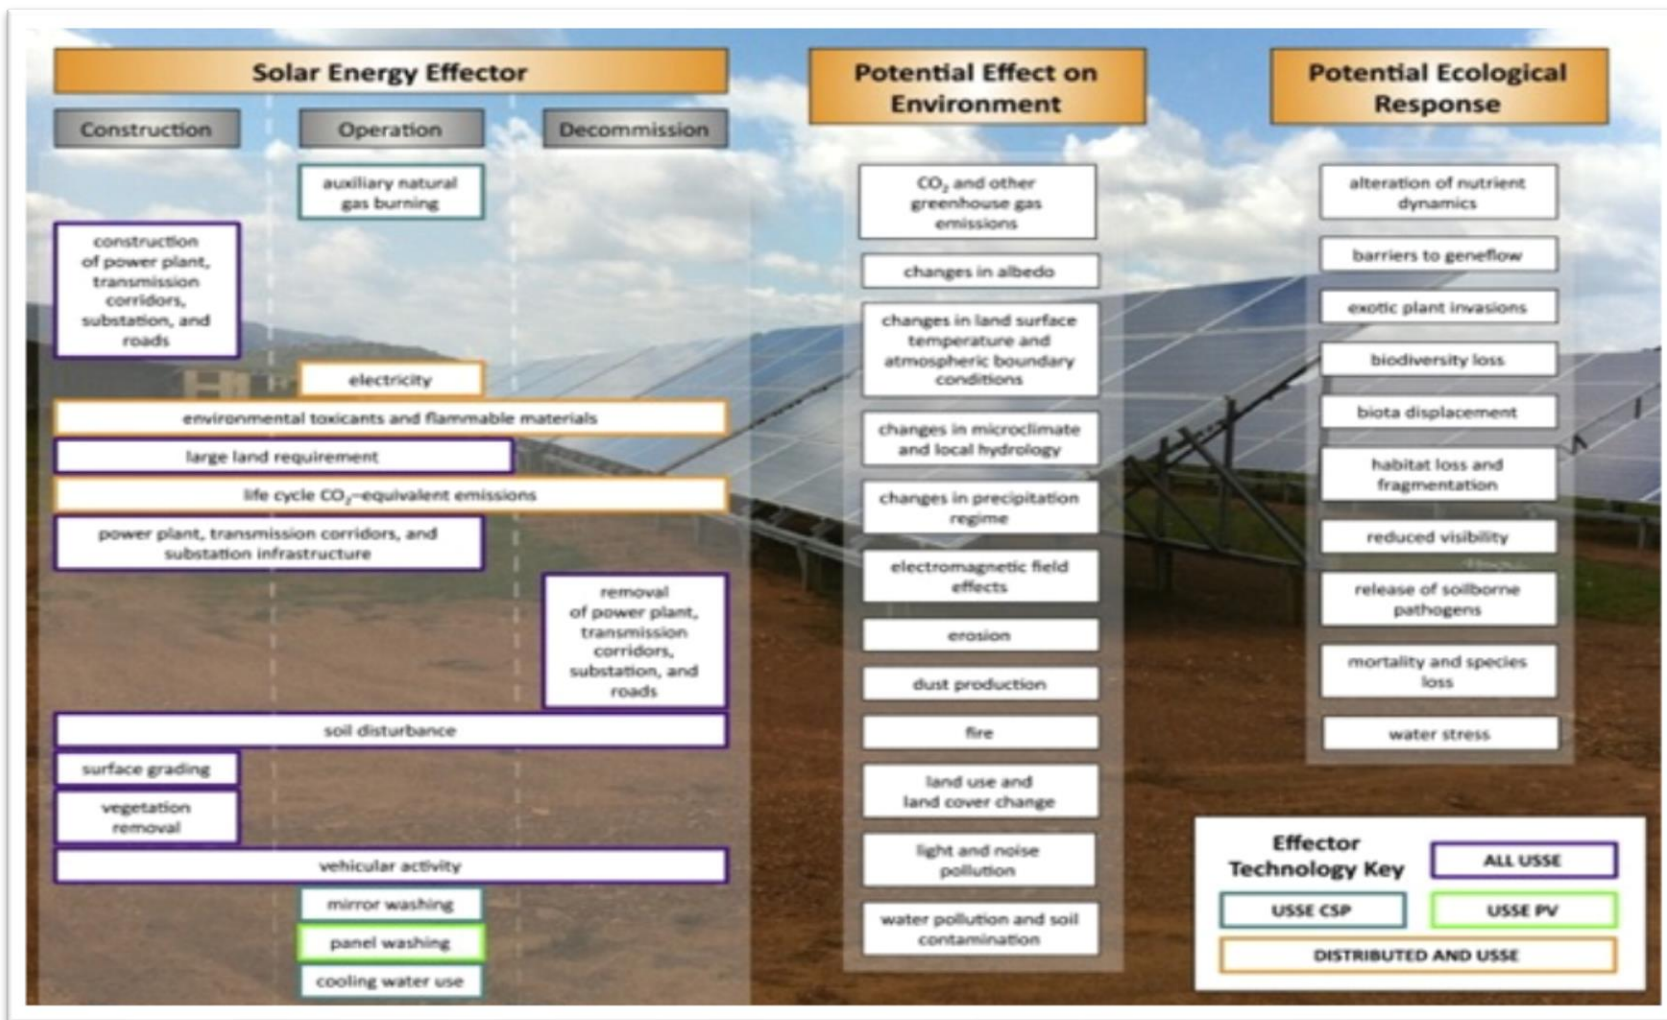 Solar Energy Effector
Construction
Operation
Decommission
auxiliary natural
gas burning
construction
of power plant,
transmission
corridors,
substation, and
roads
electricity
environmental toxicants and flammable materials
large land requirement
life cycle CO₂–equivalent emissions
power plant, transmission corridors, and
substation infrastructure
removal
of power plant,
transmission
corridors,
substation, and
roads
soil disturbance
surface grading
vegetation
removal
vehicular activity
mirror washing
panel washing
cooling water use
Potential Effect on
Environment
CO₂ and other
greenhouse gas
emissions
changes in albedo
changes in land surface
temperature and
atmospheric boundary
conditions
changes in microclimate
and local hydrology
changes in precipitation
regime
electromagnetic field
effects
erosion
dust production
fire
land use and
land cover change
light and noise
pollution
water pollution and soil
contamination
Potential Ecological
Response
alteration of nutrient
dynamics
barriers to geneflow
exotic plant invasions
biodiversity loss
biota displacement
habitat loss and
fragmentation
reduced visibility
release of soilborne
pathogens
mortality and species
loss
water stress
Effector
Technology Key
ALL USSE
USSE CSP
USSE PV
DISTRIBUTED AND USSE